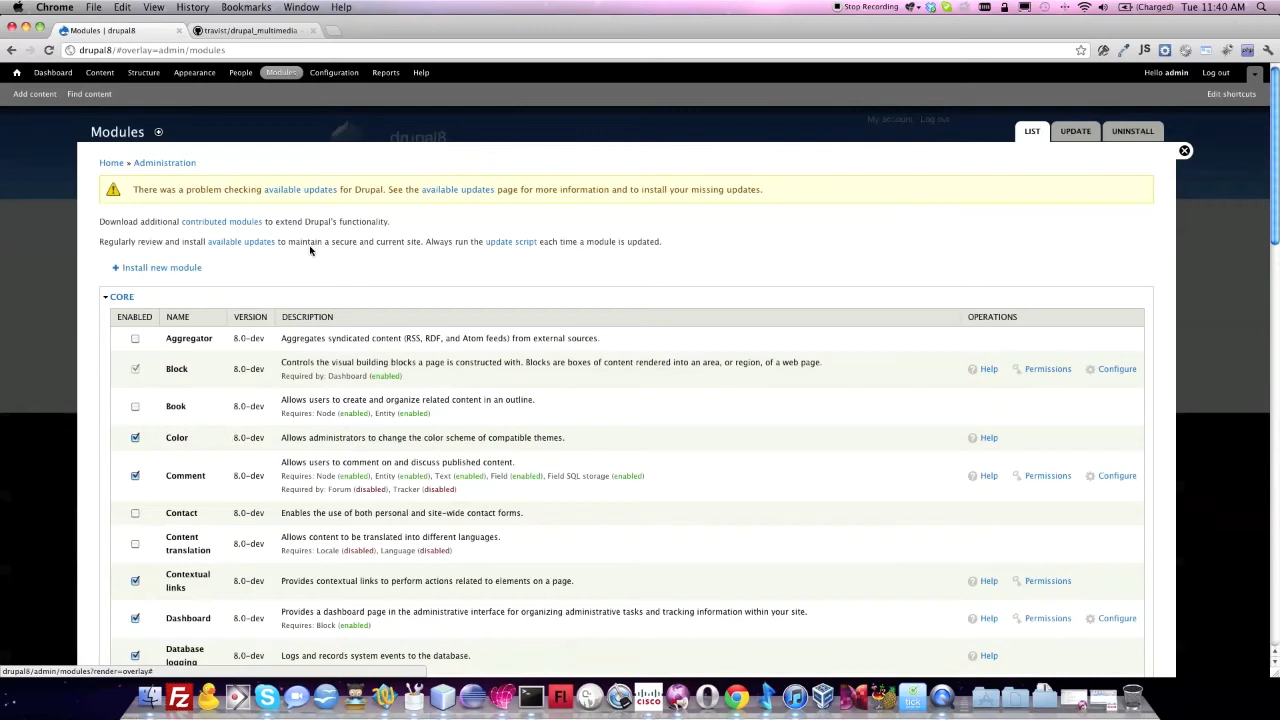 Chrome File Edit View History Bookmarks Window Help Stop Recording (Charged) Tue 11:40 AM
Modules | drupal8 travist/drupal_multimedia
drupal8/#overlay=admin/modules
Dashboard Content Structure Appearance People Modules Configuration Reports Help Hello admin Log out
Add content Find content Edit shortcuts
My account Log out
drupal8
Modules LIST UPDATE UNINSTALL
Home » Administration
There was a problem checking available updates for Drupal. See the available updates page for more information and to install your missing updates.
Download additional contributed modules to extend Drupal's functionality.
Regularly review and install available updates to maintain a secure and current site. Always run the update script each time a module is updated.
+ Install new module
CORE
ENABLED NAME VERSION DESCRIPTION OPERATIONS
Aggregator 8.0-dev Aggregates syndicated content (RSS, RDF, and Atom feeds) from external sources.
Block 8.0-dev Controls the visual building blocks a page is constructed with. Blocks are boxes of content rendered into an area, or region, of a web page. Help Permissions Configure
Required by: Dashboard (enabled)
Book 8.0-dev Allows users to create and organize related content in an outline.
Requires: Node (enabled), Entity (enabled)
Color 8.0-dev Allows administrators to change the color scheme of compatible themes. Help
Comment 8.0-dev Allows users to comment on and discuss published content. Help Permissions Configure
Requires: Node (enabled), Entity (enabled), Text (enabled), Field (enabled), Field SQL storage (enabled)
Required by: Forum (disabled), Tracker (disabled)
Contact 8.0-dev Enables the use of both personal and site-wide contact forms.
Content translation 8.0-dev Allows content to be translated into different languages.
Requires: Locale (disabled), Language (disabled)
Contextual links 8.0-dev Provides contextual links to perform actions related to elements on a page. Help Permissions
Dashboard 8.0-dev Provides a dashboard page in the administrative interface for organizing administrative tasks and tracking information within your site. Help Permissions Configure
Requires: Block (enabled)
Database logging 8.0-dev Logs and records system events to the database. Help
drupal8/admin/modules?render=overlay#
CISCO
tick